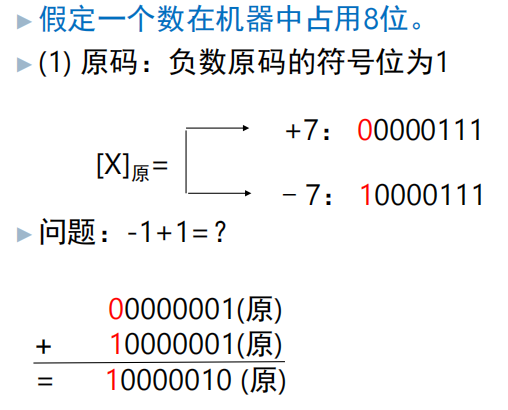 ▶ 假定一个数在机器中占用8位。
▶ (1) 原码：负数原码的符号位为1
+7： 00000111
[X]原=
– 7： 10000111
▶ 问题：-1+1=？
00000001(原)
+ 10000001(原)
= 10000010 (原)